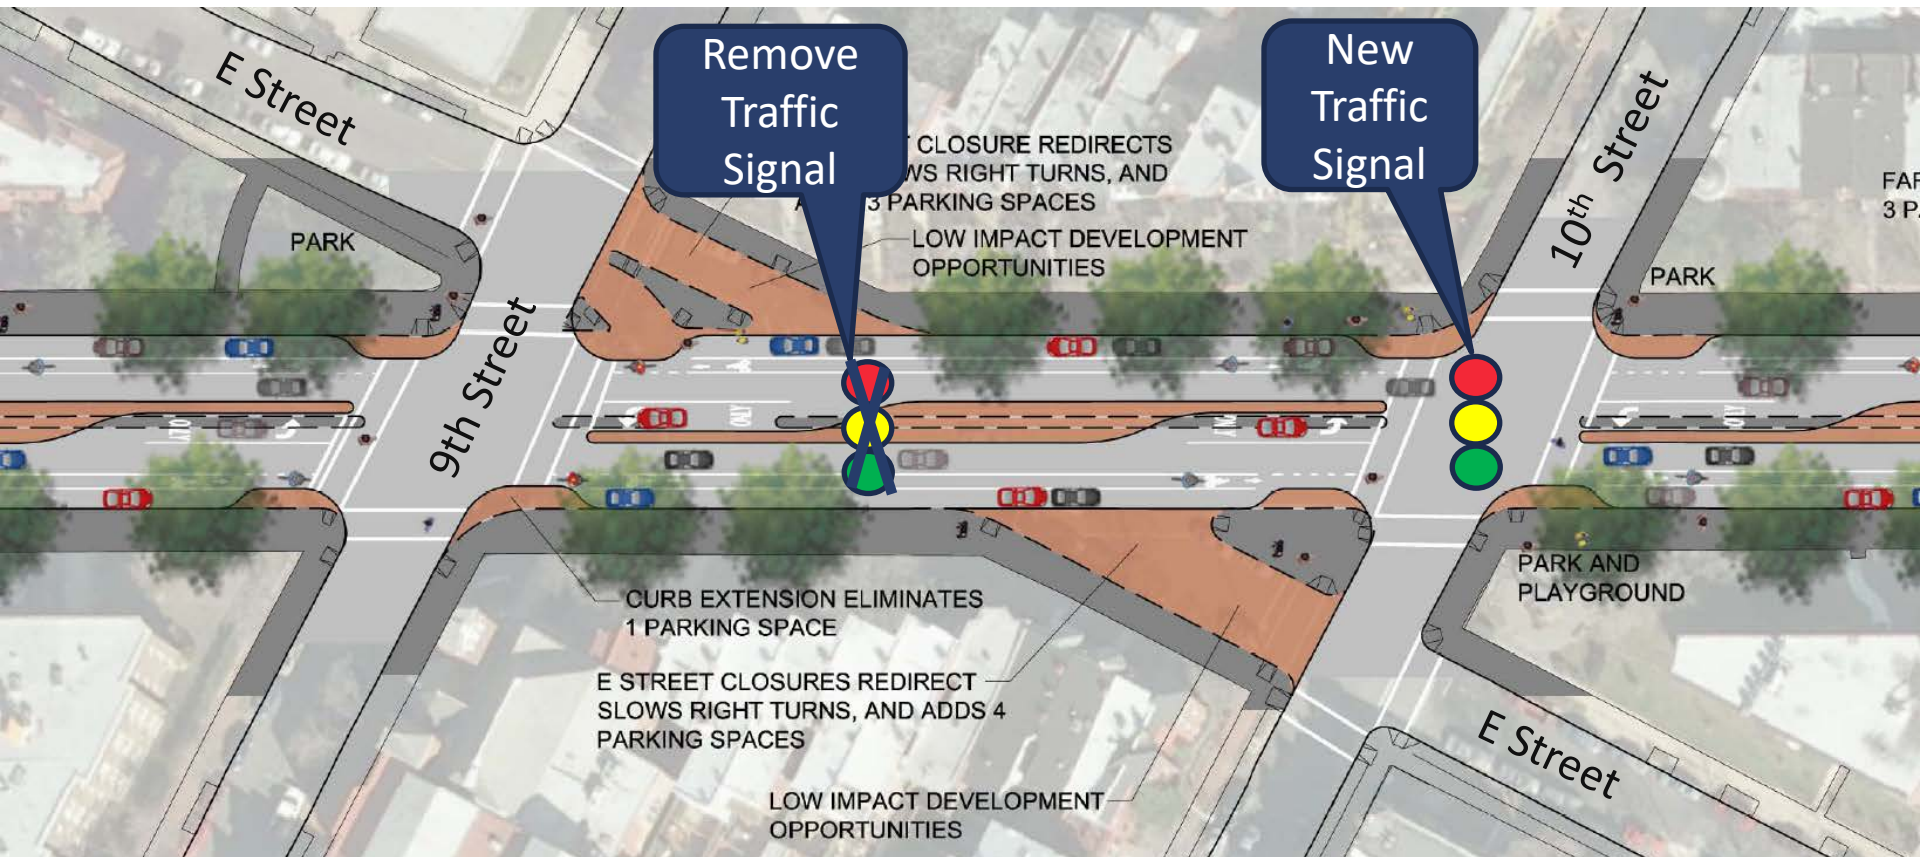 E Street
Remove
Traffic
Signal
New
Traffic
Signal
10th Street
CLOSURE REDIRECTS
RIGHT TURNS, AND
3 PARKING SPACES
LOW IMPACT DEVELOPMENT
OPPORTUNITIES
PARK
PARK
3
9th Street
ONLY
ONLY
ONLY
ONLY
CURB EXTENSION ELIMINATES
1 PARKING SPACE
PARK AND
PLAYGROUND
E STREET CLOSURES REDIRECT
SLOWS RIGHT TURNS, AND ADDS 4
PARKING SPACES
E Street
LOW IMPACT DEVELOPMENT
OPPORTUNITIES